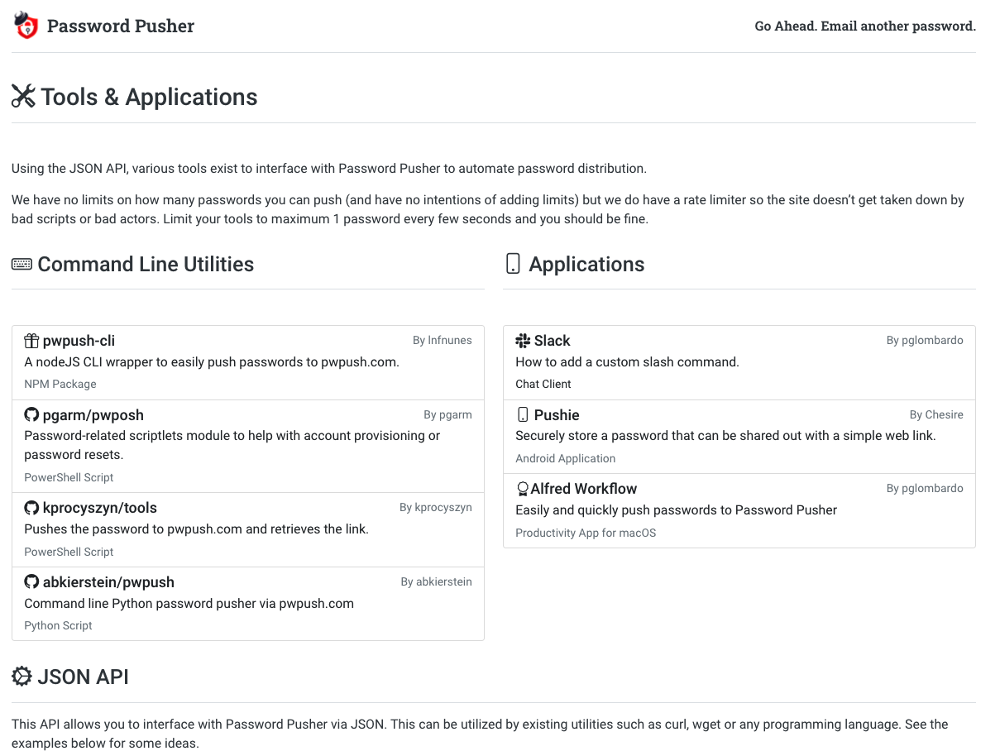 Password Pusher
Go Ahead. Email another password.
Tools & Applications
Using the JSON API, various tools exist to interface with Password Pusher to automate password distribution.
We have no limits on how many passwords you can push (and have no intentions of adding limits) but we do have a rate limiter so the site doesn’t get taken down by
bad scripts or bad actors. Limit your tools to maximum 1 password every few seconds and you should be fine.
Command Line Utilities
pwpush-cli
By lnfnunes
A nodeJS CLI wrapper to easily push passwords to pwpush.com.
NPM Package
pgarm/pwposh
By pgarm
Password-related scriptlets module to help with account provisioning or
password resets.
PowerShell Script
kprocyszyn/tools
By kprocyszyn
Pushes the password to pwpush.com and retrieves the link.
PowerShell Script
abkierstein/pwpush
By abkierstein
Command line Python password pusher via pwpush.com
Python Script
Applications
Slack
By pglombardo
How to add a custom slash command.
Chat Client
Pushie
By Chesire
Securely store a password that can be shared out with a simple web link.
Android Application
Alfred Workflow
By pglombardo
Easily and quickly push passwords to Password Pusher
Productivity App for macOS
JSON API
This API allows you to interface with Password Pusher via JSON. This can be utilized by existing utilities such as curl, wget or any programming language. See the
examples below for some ideas.